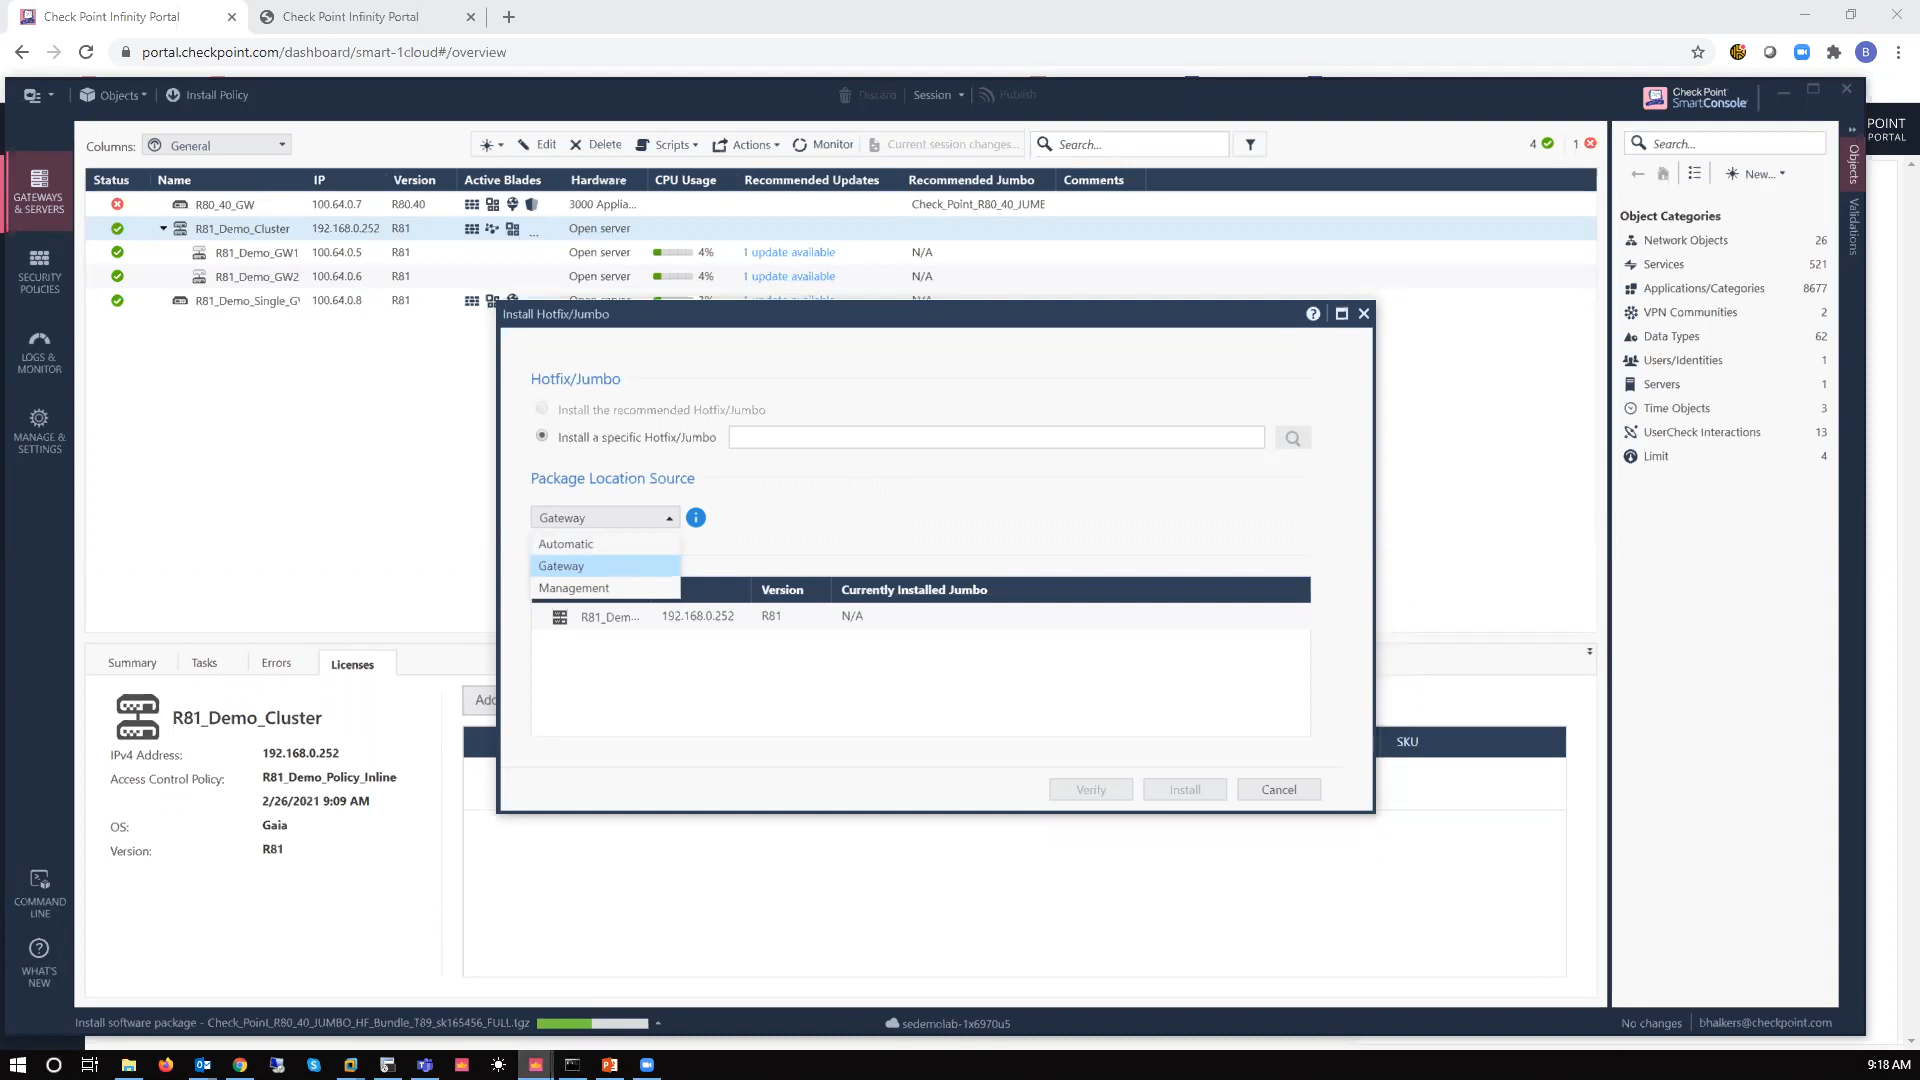 Check Point Infinity Portal
Check Point Infinity Portal
portal.checkpoint.com/dashboard/smart-1cloud#/overview
B
Objects
Install Policy
Discard
Session
Publish
Check Point
SmartConsole
POINT
PORTAL
Columns:
General
Edit
Delete
Scripts
Actions
Monitor
Current session changes...
Search...
4
1
Status Name IP Version Active Blades Hardware CPU Usage Recommended Updates Recommended Jumbo Comments
R80_40_GW 100.64.0.7 R80.40 3000 Applia... Check_Point_R80_40_JUME
R81_Demo_Cluster 192.168.0.252 R81 ... Open server
R81_Demo_GW1 100.64.0.5 R81 Open server 4% 1 update available N/A
R81_Demo_GW2 100.64.0.6 R81 Open server 4% 1 update available N/A
R81_Demo_Single_G 100.64.0.8 R81 Open server 1 update available N/A
GATEWAYS
& SERVERS
SECURITY
POLICIES
LOGS &
MONITOR
MANAGE &
SETTINGS
COMMAND
LINE
WHAT'S
NEW
Install Hotfix/Jumbo
Hotfix/Jumbo
Install the recommended Hotfix/Jumbo
Install a specific Hotfix/Jumbo
Package Location Source
Gateway
Automatic
Gateway
Management
Version Currently Installed Jumbo
R81_Dem... 192.168.0.252 R81 N/A
Verify
Install
Cancel
Summary
Tasks
Errors
Licenses
R81_Demo_Cluster
IPv4 Address: 192.168.0.252
Access Control Policy: R81_Demo_Policy_Inline
2/26/2021 9:09 AM
OS: Gaia
Version: R81
Add
SKU
Search...
New...
Object Categories
Network Objects 26
Services 521
Applications/Categories 8677
VPN Communities 2
Data Types 62
Users/Identities 1
Servers 1
Time Objects 3
UserCheck Interactions 13
Limit 4
Objects
Validations
Install software package - Check_Point_R80_40_JUMBO_HF_Bundle_T89_sk165456_FULL.tgz
sedemolab-1x6970u5
No changes
bhalkers@checkpoint.com
9:18 AM